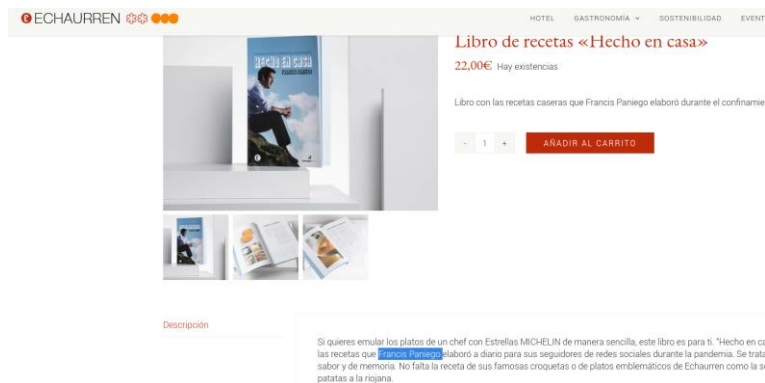 ECHAURREN
HOTEL GASTRONOMÍA SOSTENIBILIDAD EVENT
Libro de recetas «Hecho en casa»
22,00€ Hay existencias
HECHO EN CASA
FRANCIS PANIEGO
Libro con las recetas caseras que Francis Paniego elaboró durante el confinamie
- 1 + AÑADIR AL CARRITO
Descripción
Si quieres emular los platos de un chef con Estrellas MICHELIN de manera sencilla, este libro es para ti. "Hecho en ca
las recetas que Francis Paniego elaboró a diario para sus seguidores de redes sociales durante la pandemia. Se trata
sabor y de memoria. No falta la receta de sus famosas croquetas o de platos emblemáticos de Echaurren como la s
patatas a la riojana.